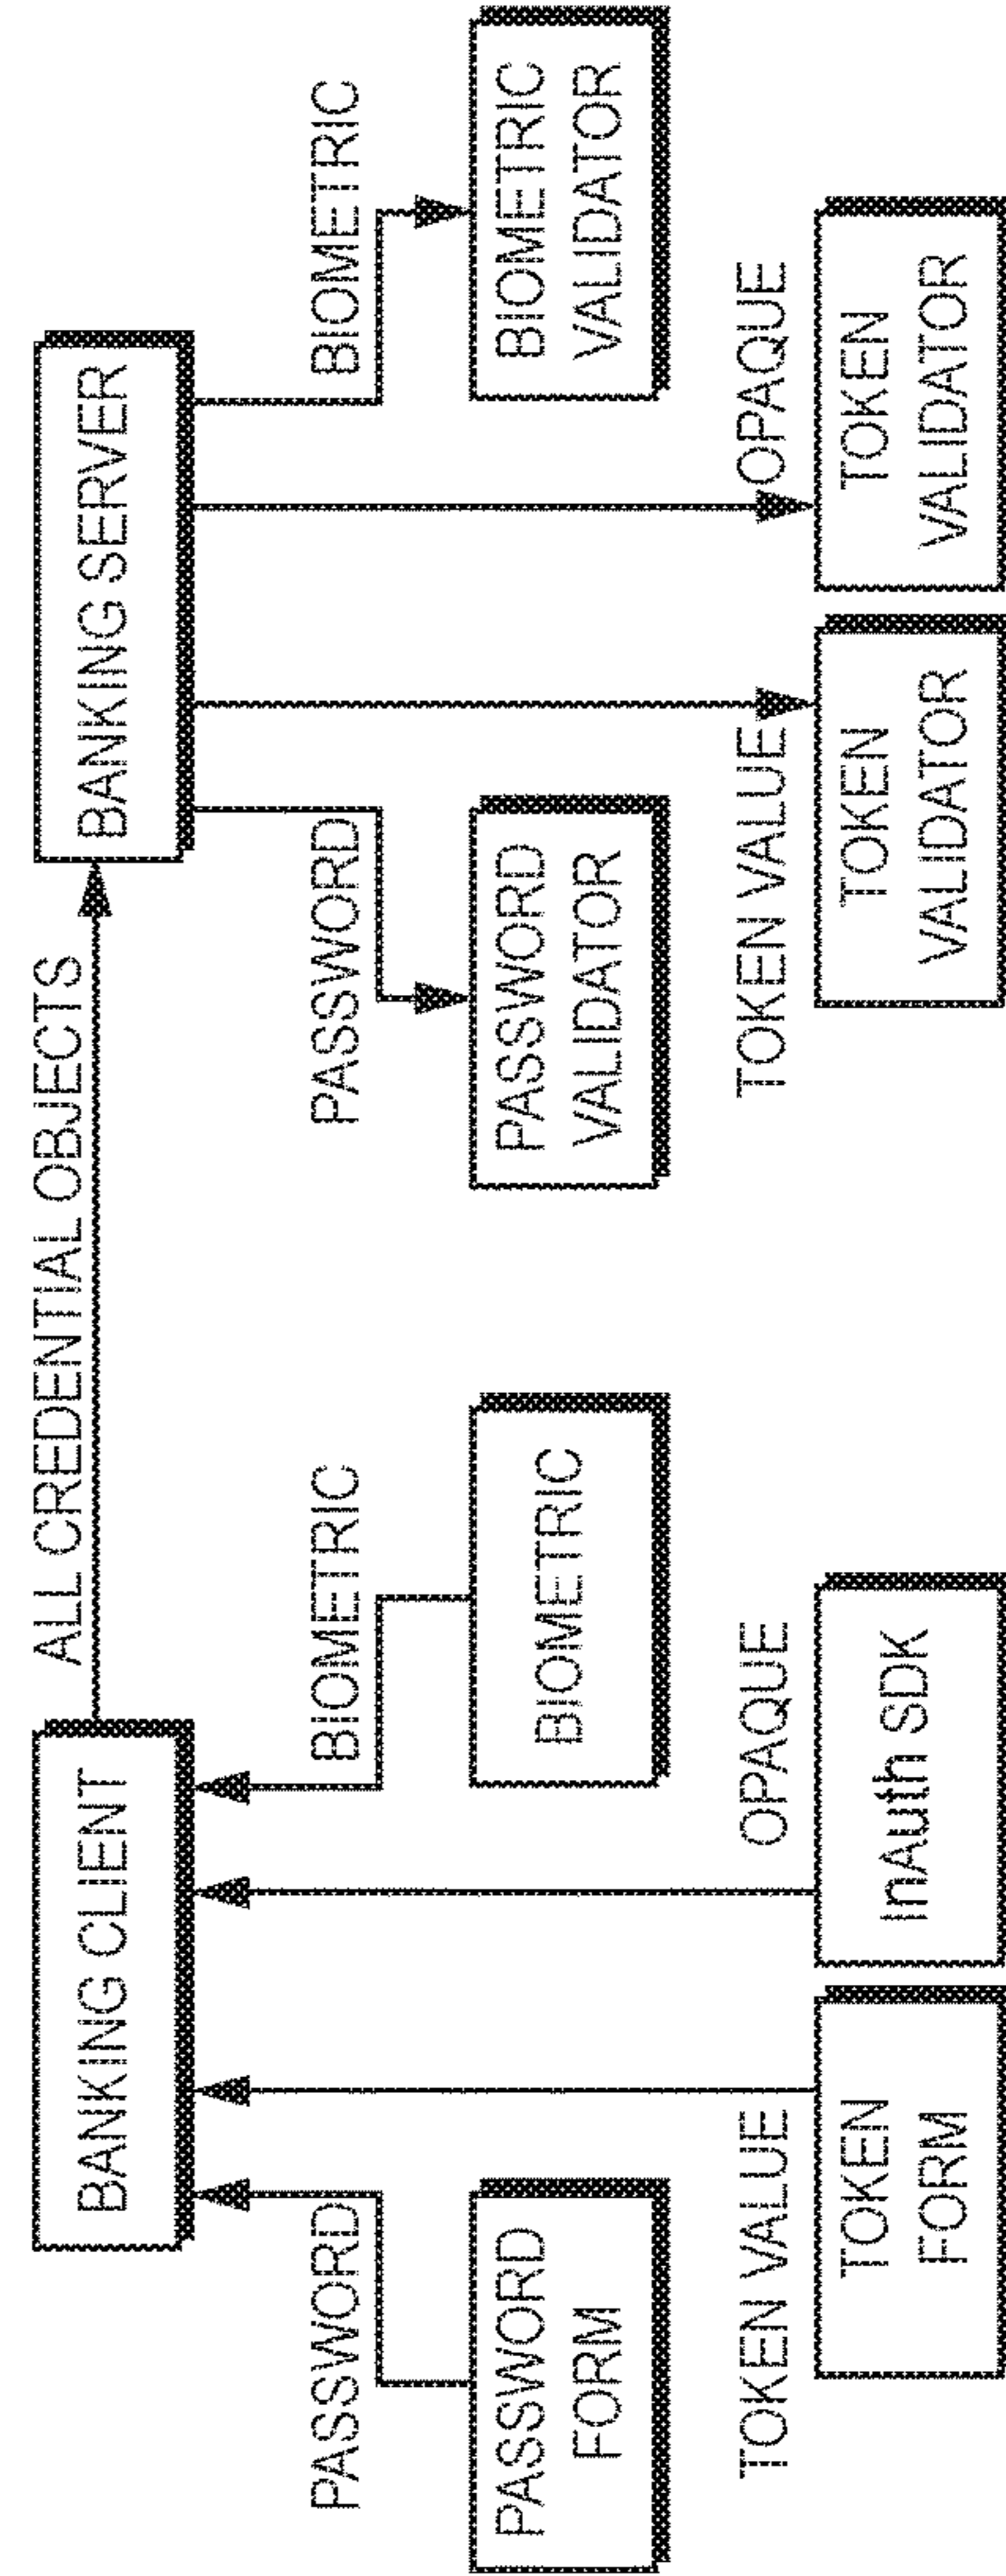 BANKING CLIENT
ALL CREDENTIAL OBJECTS
BANKING SERVER
PASSWORD
BIOMETRIC
PASSWORD
BIOMETRIC
PASSWORD
FORM
BIOMETRIC
PASSWORD
VALIDATOR
BIOMETRIC
VALIDATOR
TOKEN VALUE
OPAQUE
TOKEN VALUE
OPAQUE
TOKEN
FORM
InAuth SDK
TOKEN
VALIDATOR
TOKEN
VALIDATOR